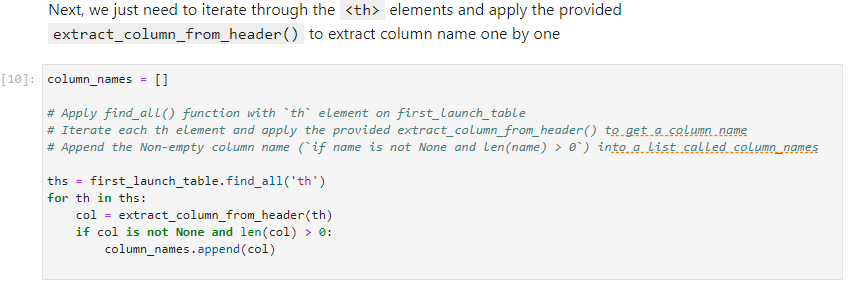 Next, we just need to iterate through the <th> elements and apply the provided
extract_column_from_header() to extract column name one by one
[10]: column_names = []
# Apply find_all() function with `th` element on first_launch_table
# Iterate each th element and apply the provided extract_column_from_header() to get a column name
# Append the Non-empty column name (`if name is not None and len(name) > 0`) into a list called column_names
ths = first_launch_table.find_all('th')
for th in ths:
    col = extract_column_from_header(th)
    if col is not None and len(col) > 0:
        column_names.append(col)